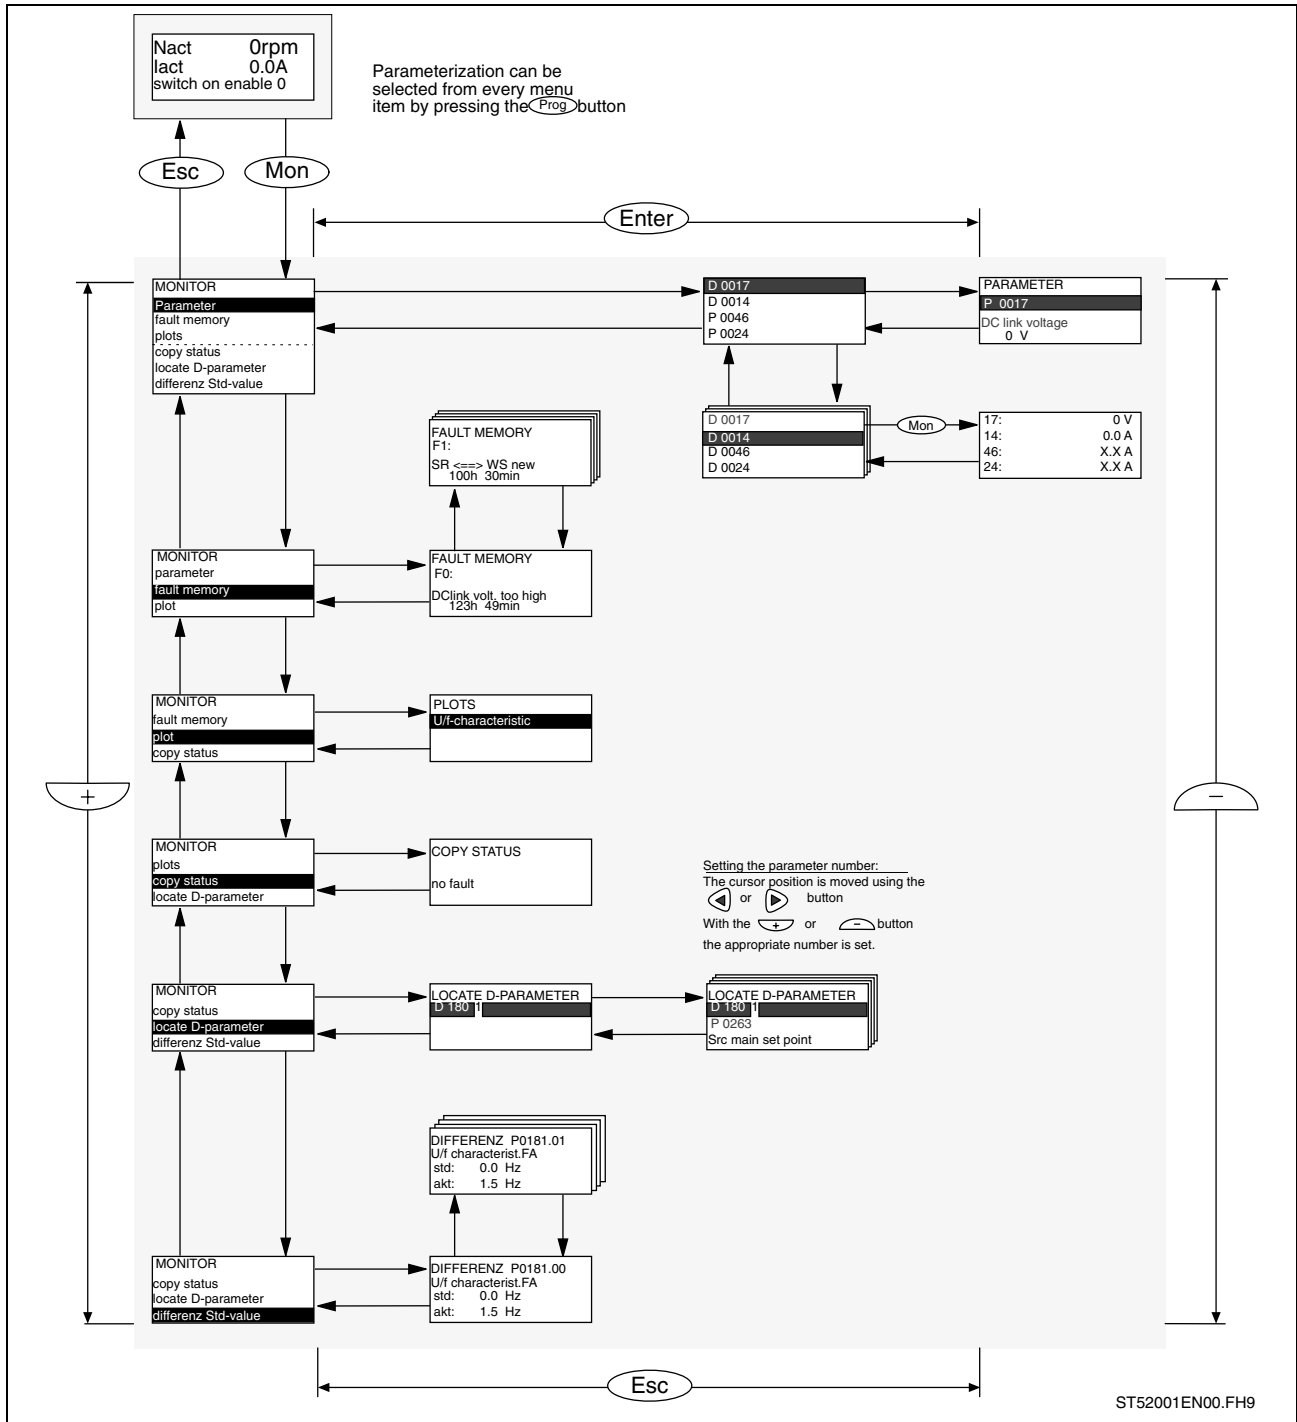 Nact 0rpm
Iact 0.0A
switch on enable 0
Parameterization can be
selected from every menu
item by pressing the Prog button
Esc
Mon
Enter
MONITOR
Parameter
fault memory
plots
copy status
locate D-parameter
differenz Std-value
D 0017
D 0014
P 0046
P 0024
PARAMETER
P 0017
DC link voltage
0 V
FAULT MEMORY
F1:
SR <==> WS new
100h 30min
D 0017
D 0014
D 0046
D 0024
Mon
17: 0 V
14: 0.0 A
46: X.X A
24: X.X A
MONITOR
parameter
fault memory
plot
FAULT MEMORY
F0:
DClink volt. too high
123h 49min
MONITOR
fault memory
plot
copy status
PLOTS
U/f-characteristic
+
−
MONITOR
plots
copy status
locate D-parameter
COPY STATUS
no fault
Setting the parameter number:
The cursor position is moved using the
or button
With the + or − button
the appropriate number is set.
MONITOR
copy status
locate D-parameter
differenz Std-value
LOCATE D-PARAMETER
D 180 1
LOCATE D-PARAMETER
D 180 1
P 0263
Src main set point
DIFFERENZ P0181.01
U/f characterist.FA
std: 0.0 Hz
akt: 1.5 Hz
MONITOR
copy status
locate D-parameter
differenz Std-value
DIFFERENZ P0181.00
U/f characterist.FA
std: 0.0 Hz
akt: 1.5 Hz
Esc
ST52001EN00.FH9